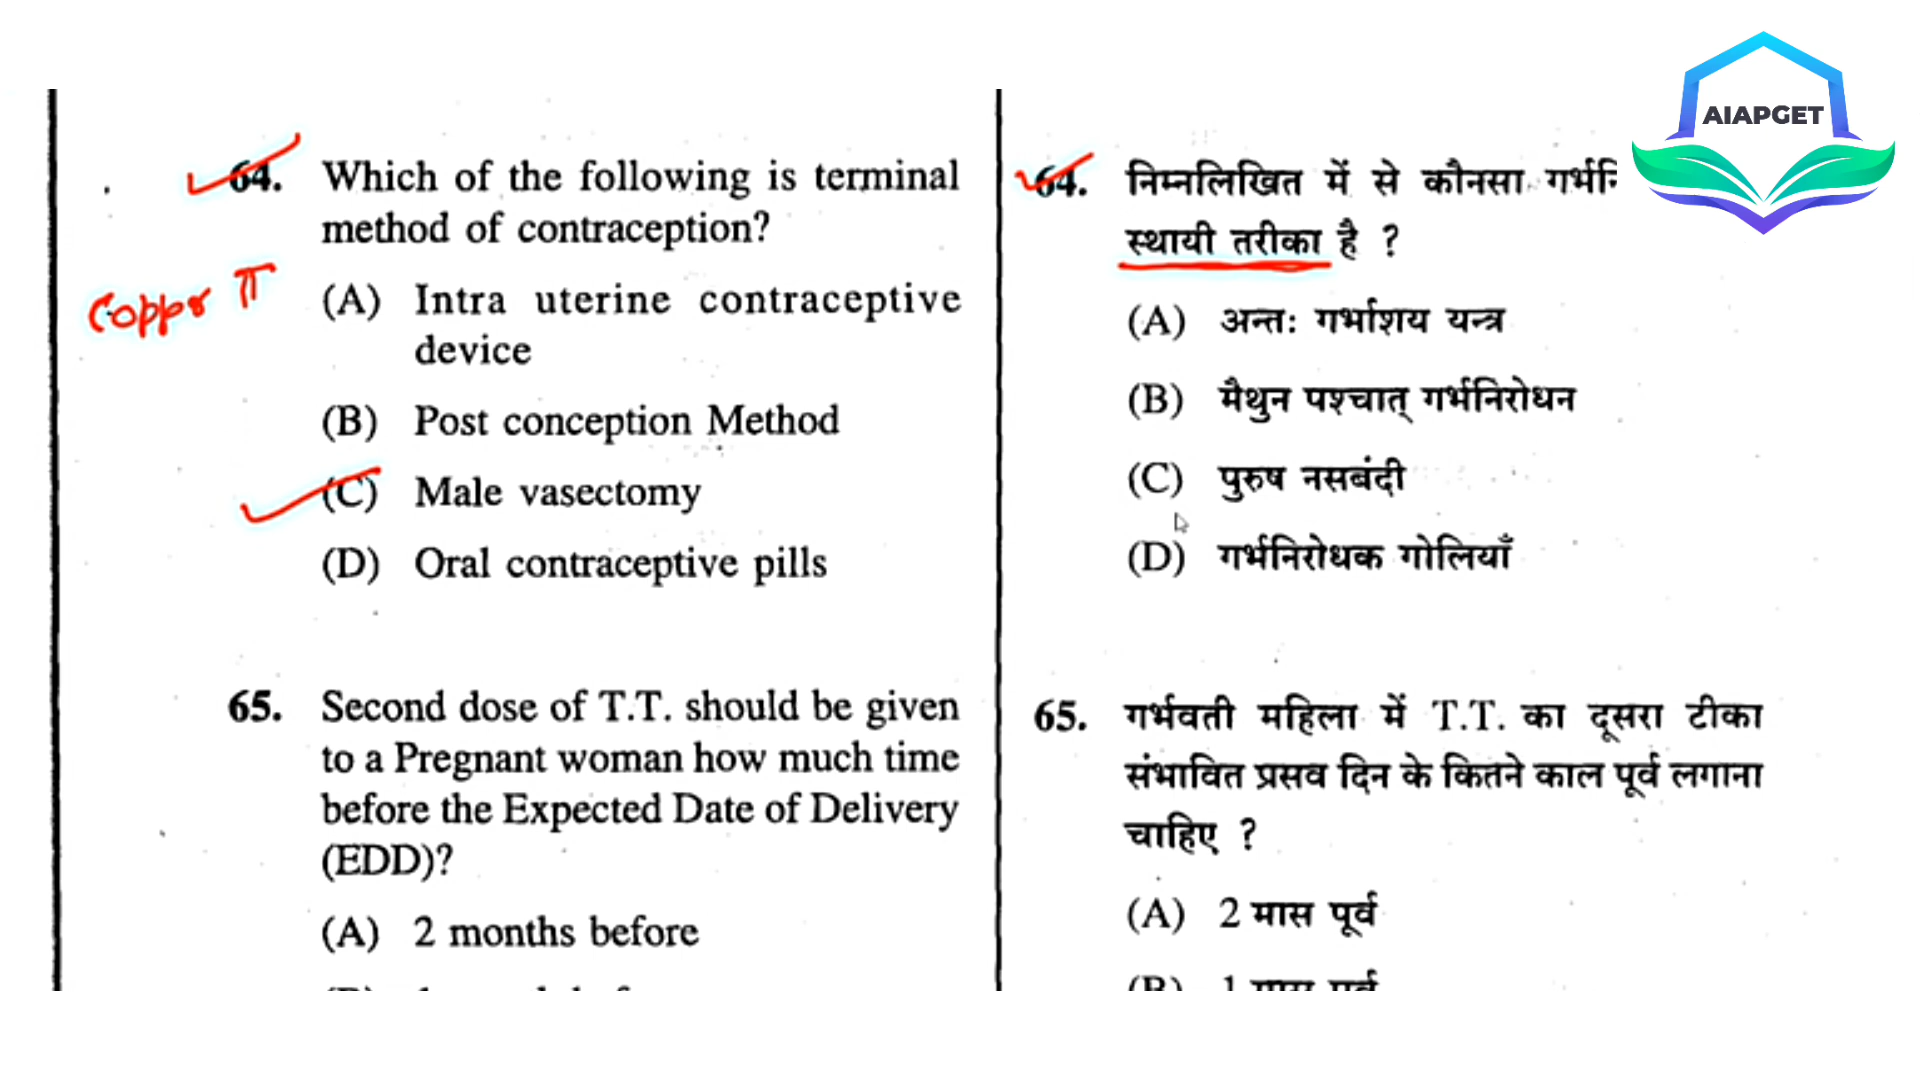 AIAPGET
64. Which of the following is terminal
method of contraception?
Copper T
(A) Intra uterine contraceptive
device
(B) Post conception Method
(C) Male vasectomy
(D) Oral contraceptive pills
65. Second dose of T.T. should be given
to a Pregnant woman how much time
before the Expected Date of Delivery
(EDD)?
(A) 2 months before
64. निम्नलिखित में से कौनसा
स्थायी तरीका है ?
(A) अन्तः गर्भाशय यन्त्र
(B) मैथुन पश्चात् गर्भनिरोधन
(C) पुरुष नसबंदी
(D) गर्भनिरोधक गोलियाँ
65. गर्भवती महिला में T.T. का दूसरा टीका
संभावित प्रसव दिन के कितने काल पूर्व लगाना
चाहिए ?
(A) 2 मास पूर्व